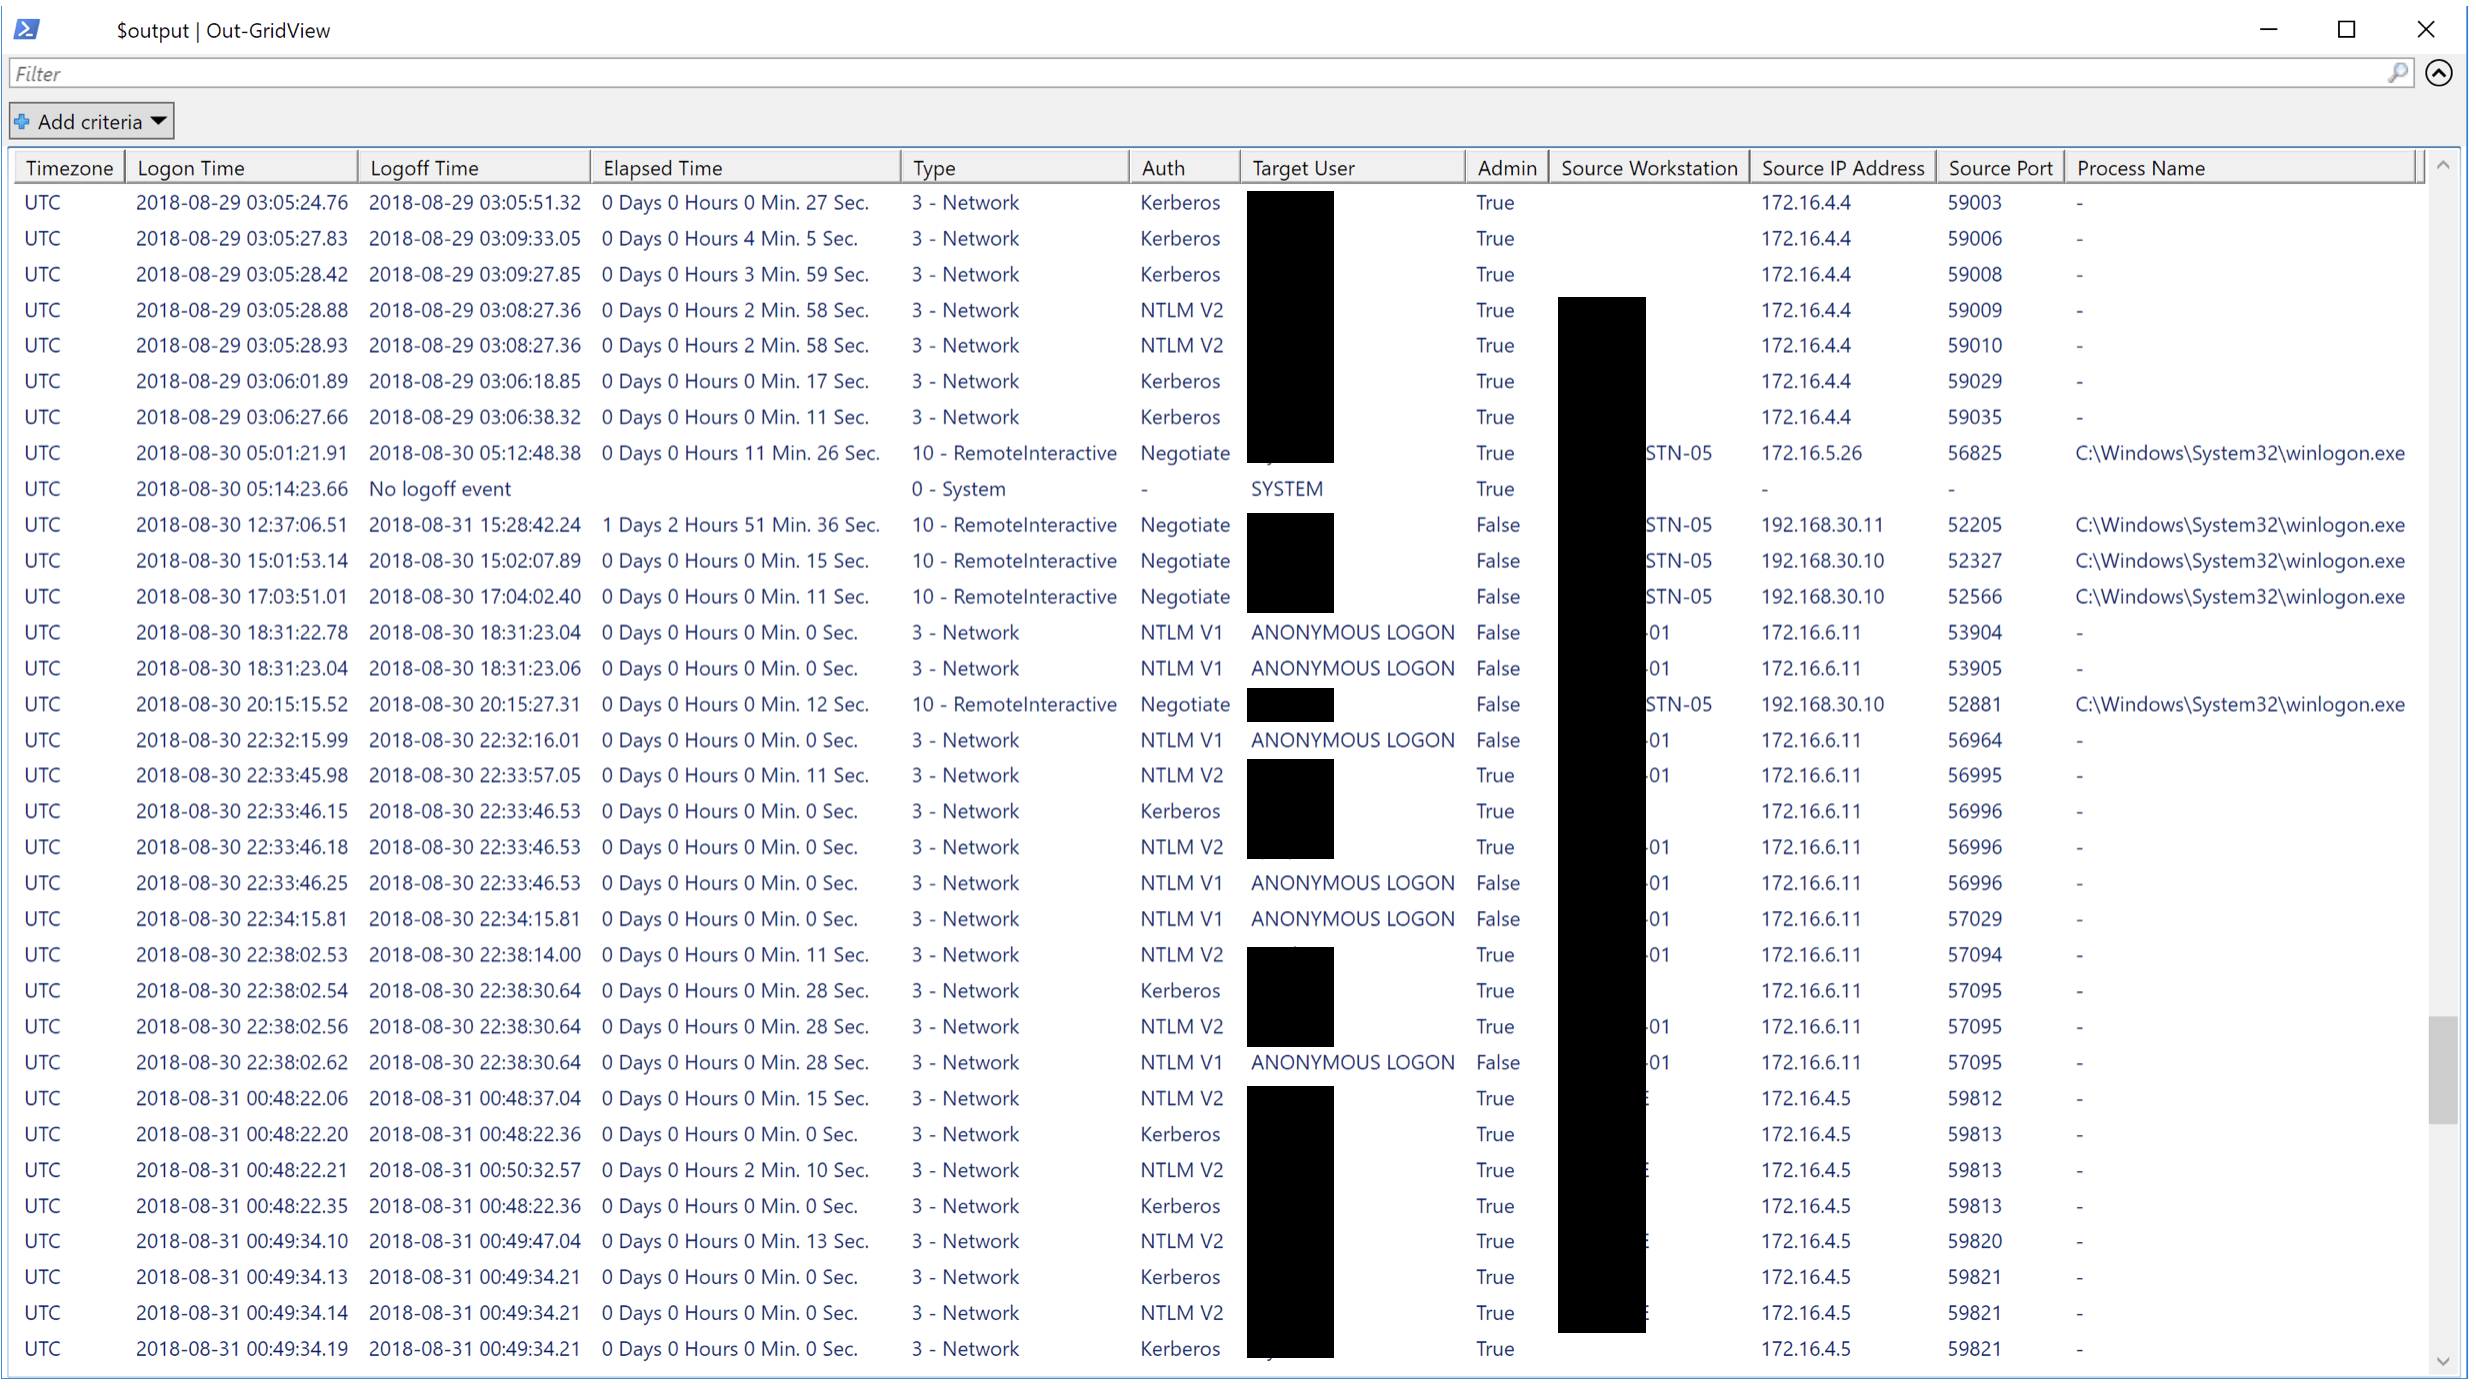 $output | Out-GridView
Filter
Add criteria
Timezone Logon Time Logoff Time Elapsed Time Type Auth Target User Admin Source Workstation Source IP Address Source Port Process Name
UTC 2018-08-29 03:05:24.76 2018-08-29 03:05:51.32 0 Days 0 Hours 0 Min. 27 Sec. 3 - Network Kerberos True 172.16.4.4 59003 -
UTC 2018-08-29 03:05:27.83 2018-08-29 03:09:33.05 0 Days 0 Hours 4 Min. 5 Sec. 3 - Network Kerberos True 172.16.4.4 59006 -
UTC 2018-08-29 03:05:28.42 2018-08-29 03:09:27.85 0 Days 0 Hours 3 Min. 59 Sec. 3 - Network Kerberos True 172.16.4.4 59008 -
UTC 2018-08-29 03:05:28.88 2018-08-29 03:08:27.36 0 Days 0 Hours 2 Min. 58 Sec. 3 - Network NTLM V2 True 172.16.4.4 59009 -
UTC 2018-08-29 03:05:28.93 2018-08-29 03:08:27.36 0 Days 0 Hours 2 Min. 58 Sec. 3 - Network NTLM V2 True 172.16.4.4 59010 -
UTC 2018-08-29 03:06:01.89 2018-08-29 03:06:18.85 0 Days 0 Hours 0 Min. 17 Sec. 3 - Network Kerberos True 172.16.4.4 59029 -
UTC 2018-08-29 03:06:27.66 2018-08-29 03:06:38.32 0 Days 0 Hours 0 Min. 11 Sec. 3 - Network Kerberos True 172.16.4.4 59035 -
UTC 2018-08-30 05:01:21.91 2018-08-30 05:12:48.38 0 Days 0 Hours 11 Min. 26 Sec. 10 - RemoteInteractive Negotiate True STN-05 172.16.5.26 56825 C:\Windows\System32\winlogon.exe
UTC 2018-08-30 05:14:23.66 No logoff event 0 - System - SYSTEM True - -
UTC 2018-08-30 12:37:06.51 2018-08-31 15:28:42.24 1 Days 2 Hours 51 Min. 36 Sec. 10 - RemoteInteractive Negotiate False STN-05 192.168.30.11 52205 C:\Windows\System32\winlogon.exe
UTC 2018-08-30 15:01:53.14 2018-08-30 15:02:07.89 0 Days 0 Hours 0 Min. 15 Sec. 10 - RemoteInteractive Negotiate False STN-05 192.168.30.10 52327 C:\Windows\System32\winlogon.exe
UTC 2018-08-30 17:03:51.01 2018-08-30 17:04:02.40 0 Days 0 Hours 0 Min. 11 Sec. 10 - RemoteInteractive Negotiate False STN-05 192.168.30.10 52566 C:\Windows\System32\winlogon.exe
UTC 2018-08-30 18:31:22.78 2018-08-30 18:31:23.04 0 Days 0 Hours 0 Min. 0 Sec. 3 - Network NTLM V1 ANONYMOUS LOGON False -01 172.16.6.11 53904 -
UTC 2018-08-30 18:31:23.04 2018-08-30 18:31:23.06 0 Days 0 Hours 0 Min. 0 Sec. 3 - Network NTLM V1 ANONYMOUS LOGON False -01 172.16.6.11 53905 -
UTC 2018-08-30 20:15:15.52 2018-08-30 20:15:27.31 0 Days 0 Hours 0 Min. 12 Sec. 10 - RemoteInteractive Negotiate False STN-05 192.168.30.10 52881 C:\Windows\System32\winlogon.exe
UTC 2018-08-30 22:32:15.99 2018-08-30 22:32:16.01 0 Days 0 Hours 0 Min. 0 Sec. 3 - Network NTLM V1 ANONYMOUS LOGON False -01 172.16.6.11 56964 -
UTC 2018-08-30 22:33:45.98 2018-08-30 22:33:57.05 0 Days 0 Hours 0 Min. 11 Sec. 3 - Network NTLM V2 True -01 172.16.6.11 56995 -
UTC 2018-08-30 22:33:46.15 2018-08-30 22:33:46.53 0 Days 0 Hours 0 Min. 0 Sec. 3 - Network Kerberos True 172.16.6.11 56996 -
UTC 2018-08-30 22:33:46.18 2018-08-30 22:33:46.53 0 Days 0 Hours 0 Min. 0 Sec. 3 - Network NTLM V2 True -01 172.16.6.11 56996 -
UTC 2018-08-30 22:33:46.25 2018-08-30 22:33:46.53 0 Days 0 Hours 0 Min. 0 Sec. 3 - Network NTLM V1 ANONYMOUS LOGON False -01 172.16.6.11 56996 -
UTC 2018-08-30 22:34:15.81 2018-08-30 22:34:15.81 0 Days 0 Hours 0 Min. 0 Sec. 3 - Network NTLM V1 ANONYMOUS LOGON False -01 172.16.6.11 57029 -
UTC 2018-08-30 22:38:02.53 2018-08-30 22:38:14.00 0 Days 0 Hours 0 Min. 11 Sec. 3 - Network NTLM V2 True -01 172.16.6.11 57094 -
UTC 2018-08-30 22:38:02.54 2018-08-30 22:38:30.64 0 Days 0 Hours 0 Min. 28 Sec. 3 - Network Kerberos True 172.16.6.11 57095 -
UTC 2018-08-30 22:38:02.56 2018-08-30 22:38:30.64 0 Days 0 Hours 0 Min. 28 Sec. 3 - Network NTLM V2 True -01 172.16.6.11 57095 -
UTC 2018-08-30 22:38:02.62 2018-08-30 22:38:30.64 0 Days 0 Hours 0 Min. 28 Sec. 3 - Network NTLM V1 ANONYMOUS LOGON False -01 172.16.6.11 57095 -
UTC 2018-08-31 00:48:22.06 2018-08-31 00:48:37.04 0 Days 0 Hours 0 Min. 15 Sec. 3 - Network NTLM V2 True 172.16.4.5 59812 -
UTC 2018-08-31 00:48:22.20 2018-08-31 00:48:22.36 0 Days 0 Hours 0 Min. 0 Sec. 3 - Network Kerberos True 172.16.4.5 59813 -
UTC 2018-08-31 00:48:22.21 2018-08-31 00:50:32.57 0 Days 0 Hours 2 Min. 10 Sec. 3 - Network NTLM V2 True 172.16.4.5 59813 -
UTC 2018-08-31 00:48:22.35 2018-08-31 00:48:22.36 0 Days 0 Hours 0 Min. 0 Sec. 3 - Network Kerberos True 172.16.4.5 59813 -
UTC 2018-08-31 00:49:34.10 2018-08-31 00:49:47.04 0 Days 0 Hours 0 Min. 13 Sec. 3 - Network NTLM V2 True 172.16.4.5 59820 -
UTC 2018-08-31 00:49:34.13 2018-08-31 00:49:34.21 0 Days 0 Hours 0 Min. 0 Sec. 3 - Network Kerberos True 172.16.4.5 59821 -
UTC 2018-08-31 00:49:34.14 2018-08-31 00:49:34.21 0 Days 0 Hours 0 Min. 0 Sec. 3 - Network NTLM V2 True 172.16.4.5 59821 -
UTC 2018-08-31 00:49:34.19 2018-08-31 00:49:34.21 0 Days 0 Hours 0 Min. 0 Sec. 3 - Network Kerberos True 172.16.4.5 59821 -